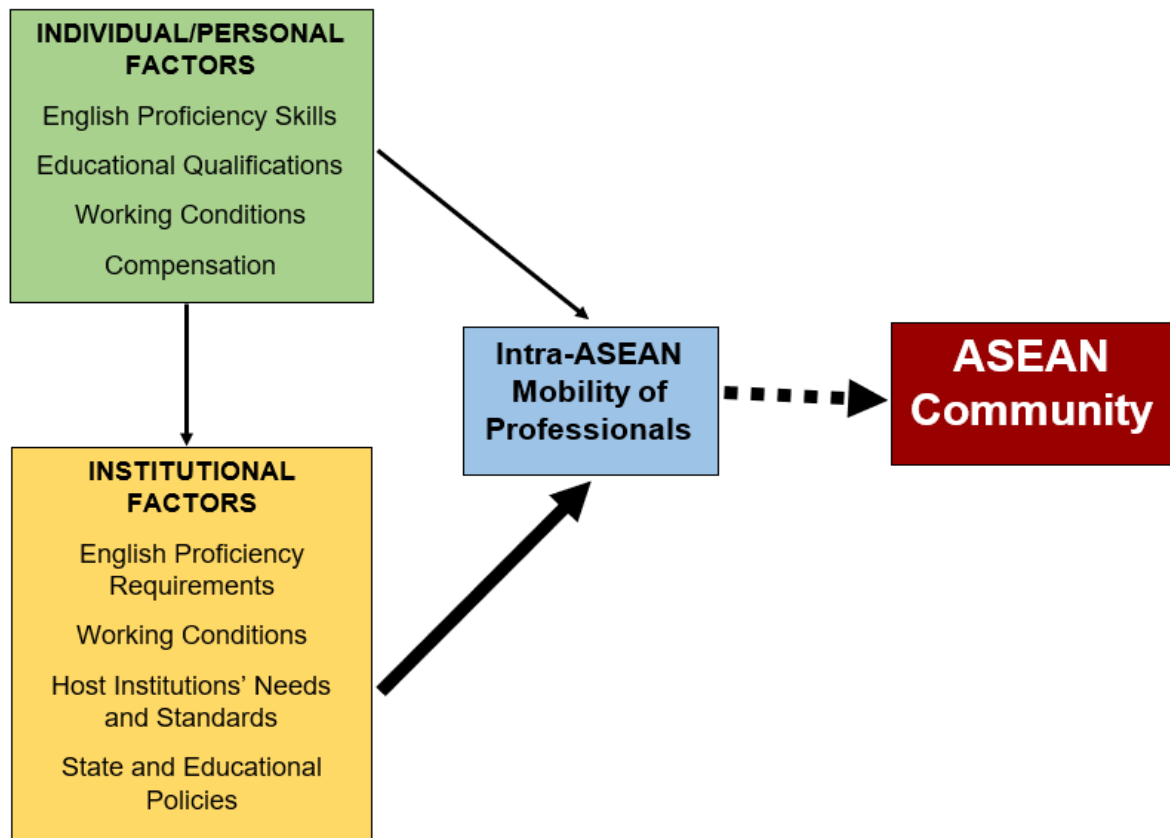 INDIVIDUAL/PERSONAL
FACTORS
English Proficiency Skills
Educational Qualifications
Working Conditions
Compensation
Intra-ASEAN
Mobility of
Professionals
ASEAN
Community
INSTITUTIONAL
FACTORS
English Proficiency
Requirements
Working Conditions
Host Institutions’ Needs
and Standards
State and Educational
Policies